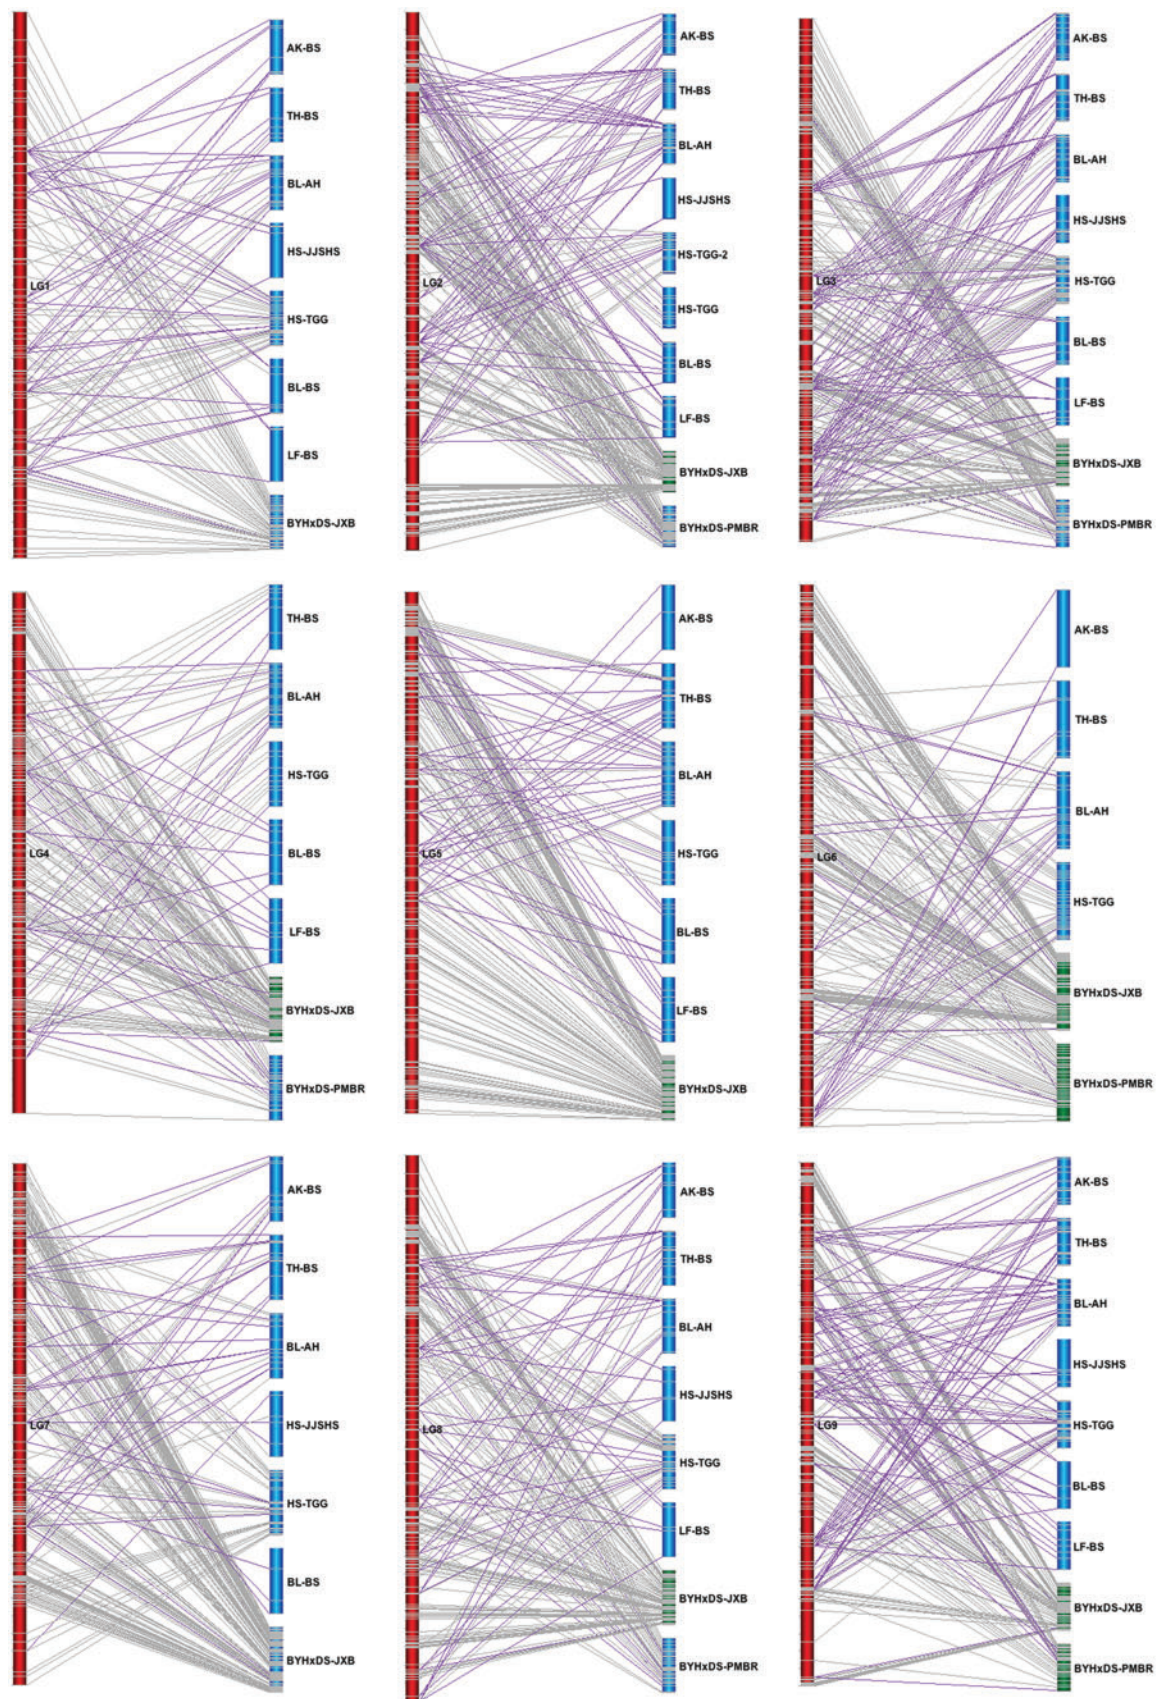 AK-BS
TH-BS
BL-AH
HS-JJSHS
LG1
HS-TGG
BL-BS
LF-BS
BYHxDS-JXB
AK-BS
TH-BS
BL-AH
HS-JJSHS
HS-TGG-2
LG2
HS-TGG
BL-BS
LF-BS
BYHxDS-JXB
BYHxDS-PMBR
AK-BS
TH-BS
BL-AH
HS-JJSHS
LG3
HS-TGG
BL-BS
LF-BS
BYHxDS-JXB
BYHxDS-PMBR
TH-BS
BL-AH
HS-TGG
LG4
BL-BS
LF-BS
BYHxDS-JXB
BYHxDS-PMBR
AK-BS
TH-BS
BL-AH
LG5
HS-TGG
BL-BS
LF-BS
BYHxDS-JXB
AK-BS
TH-BS
BL-AH
LG6
HS-TGG
BYHxDS-JXB
BYHxDS-PMBR
AK-BS
TH-BS
BL-AH
LG7
HS-JJSHS
HS-TGG
BL-BS
BYHxDS-JXB
AK-BS
TH-BS
BL-AH
HS-JJSHS
LG8
HS-TGG
LF-BS
BYHxDS-JXB
BYHxDS-PMBR
AK-BS
TH-BS
BL-AH
HS-JJSHS
LG9
HS-TGG
BL-BS
LF-BS
BYHxDS-JXB
BYHxDS-PMBR